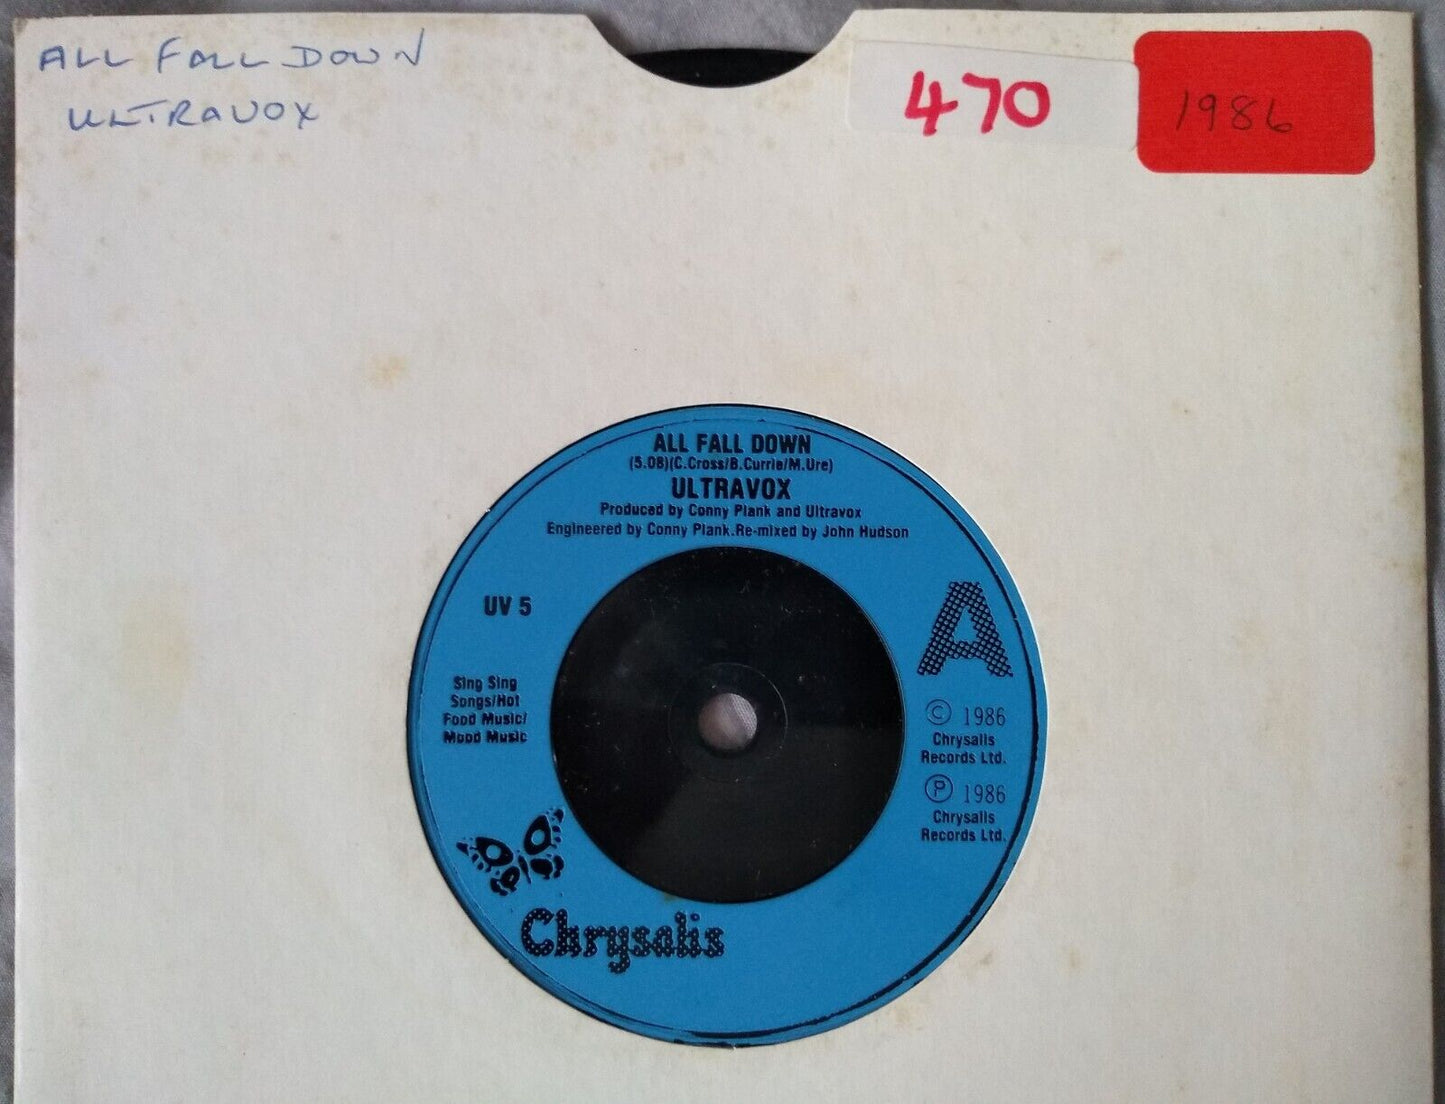 ALL FALL DOWN
ULTRAVOX
470
1986
ALL FALL DOWN
(5.08)(C.Cross/B.Currie/M.Ure)
ULTRAVOX
Produced by Conny Plank and Ultravox
Engineered by Conny Plank.Re-mixed by John Hudson
UV 5
A
Sing Sing
Songs/Hot
Food Music/
Mood Music
© 1986
Chrysalis
Records Ltd.
℗ 1986
Chrysalis
Records Ltd.
Chrysalis